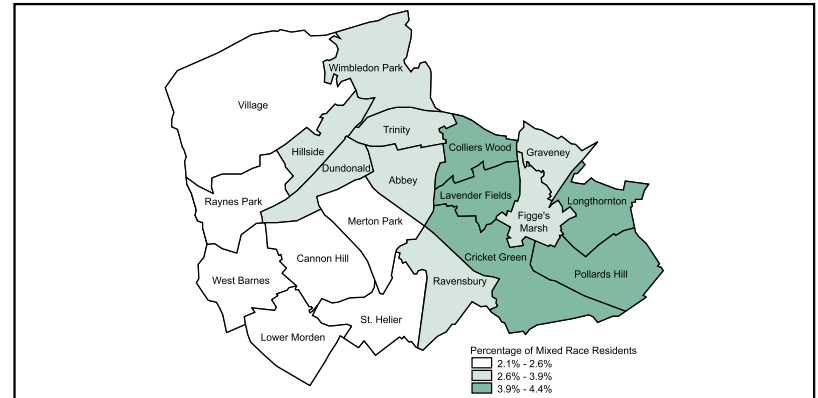 Wimbledon Park
Village
Trinity
Colliers Wood
Hillside
Graveney
Dundonald
Abbey
Lavender Fields
Raynes Park
Longthornton
Merton Park
Figge's
Marsh
Cannon Hill
Cricket Green
West Barnes
Ravensbury
Pollards Hill
St. Helier
Lower Morden
Percentage of Mixed Race Residents
2.1% - 2.6%
2.6% - 3.9%
3.9% - 4.4%